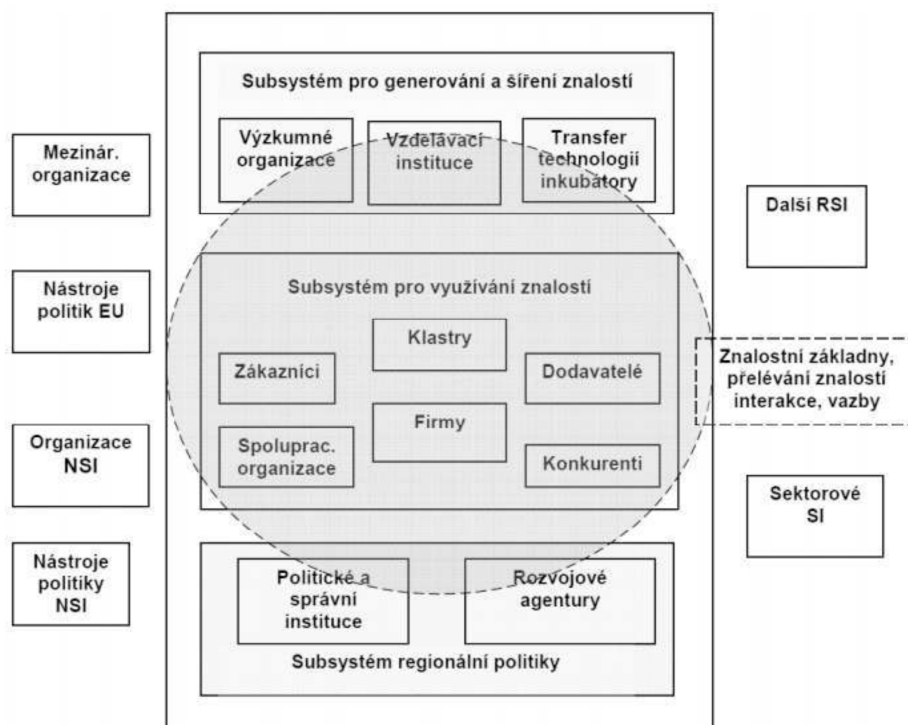 Subsystém pro generování a šíření znalostí
Výzkumné
organizace
Vzdělávací
instituce
Transfer
technologií
inkubátory
Mezinár.
organizace
Další RSI
Nástroje
politik EU
Subsystém pro využívání znalostí
Klastry
Zákazníci
Dodavatelé
Firmy
Spoluprac.
organizace
Konkurenti
Znalostní základny,
přelévání znalostí
interakce, vazby
Organizace
NSI
Sektorové
SI
Nástroje
politiky
NSI
Politické a
správní
instituce
Rozvojové
agentury
Subsystém regionální politiky